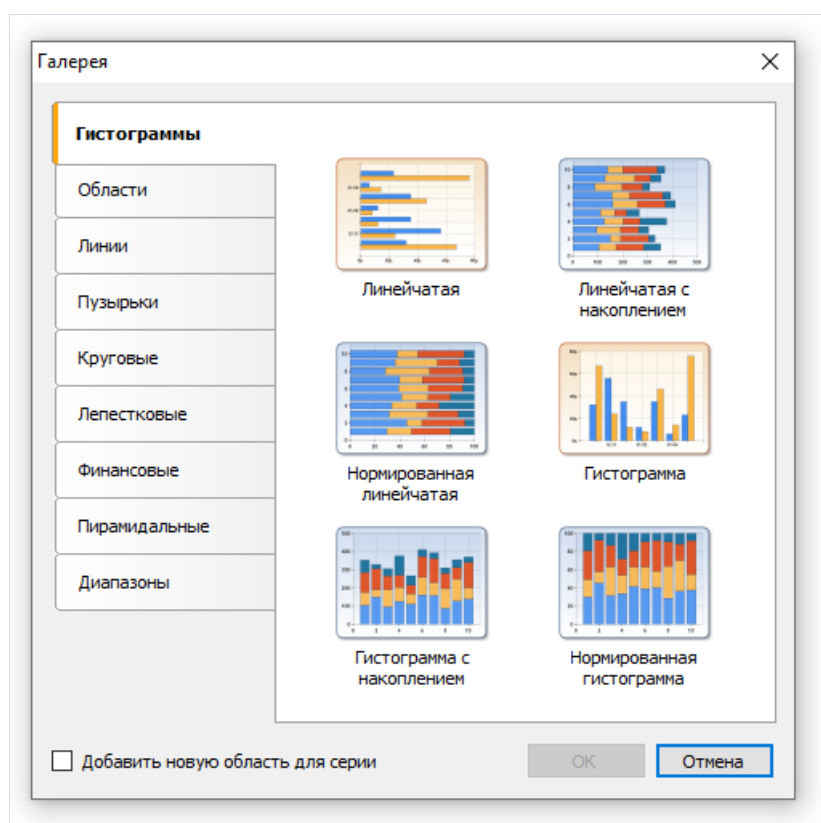 Галерея
Гистограммы
Области
Линии
Пузырьки
Круговые
Лепестковые
Финансовые
Пирамидальные
Диапазоны
Линейчатая
Линейчатая с
накоплением
Нормированная
линейчатая
Гистограмма
Гистограмма с
накоплением
Нормированная
гистограмма
Добавить новую область для серии
OK
Отмена